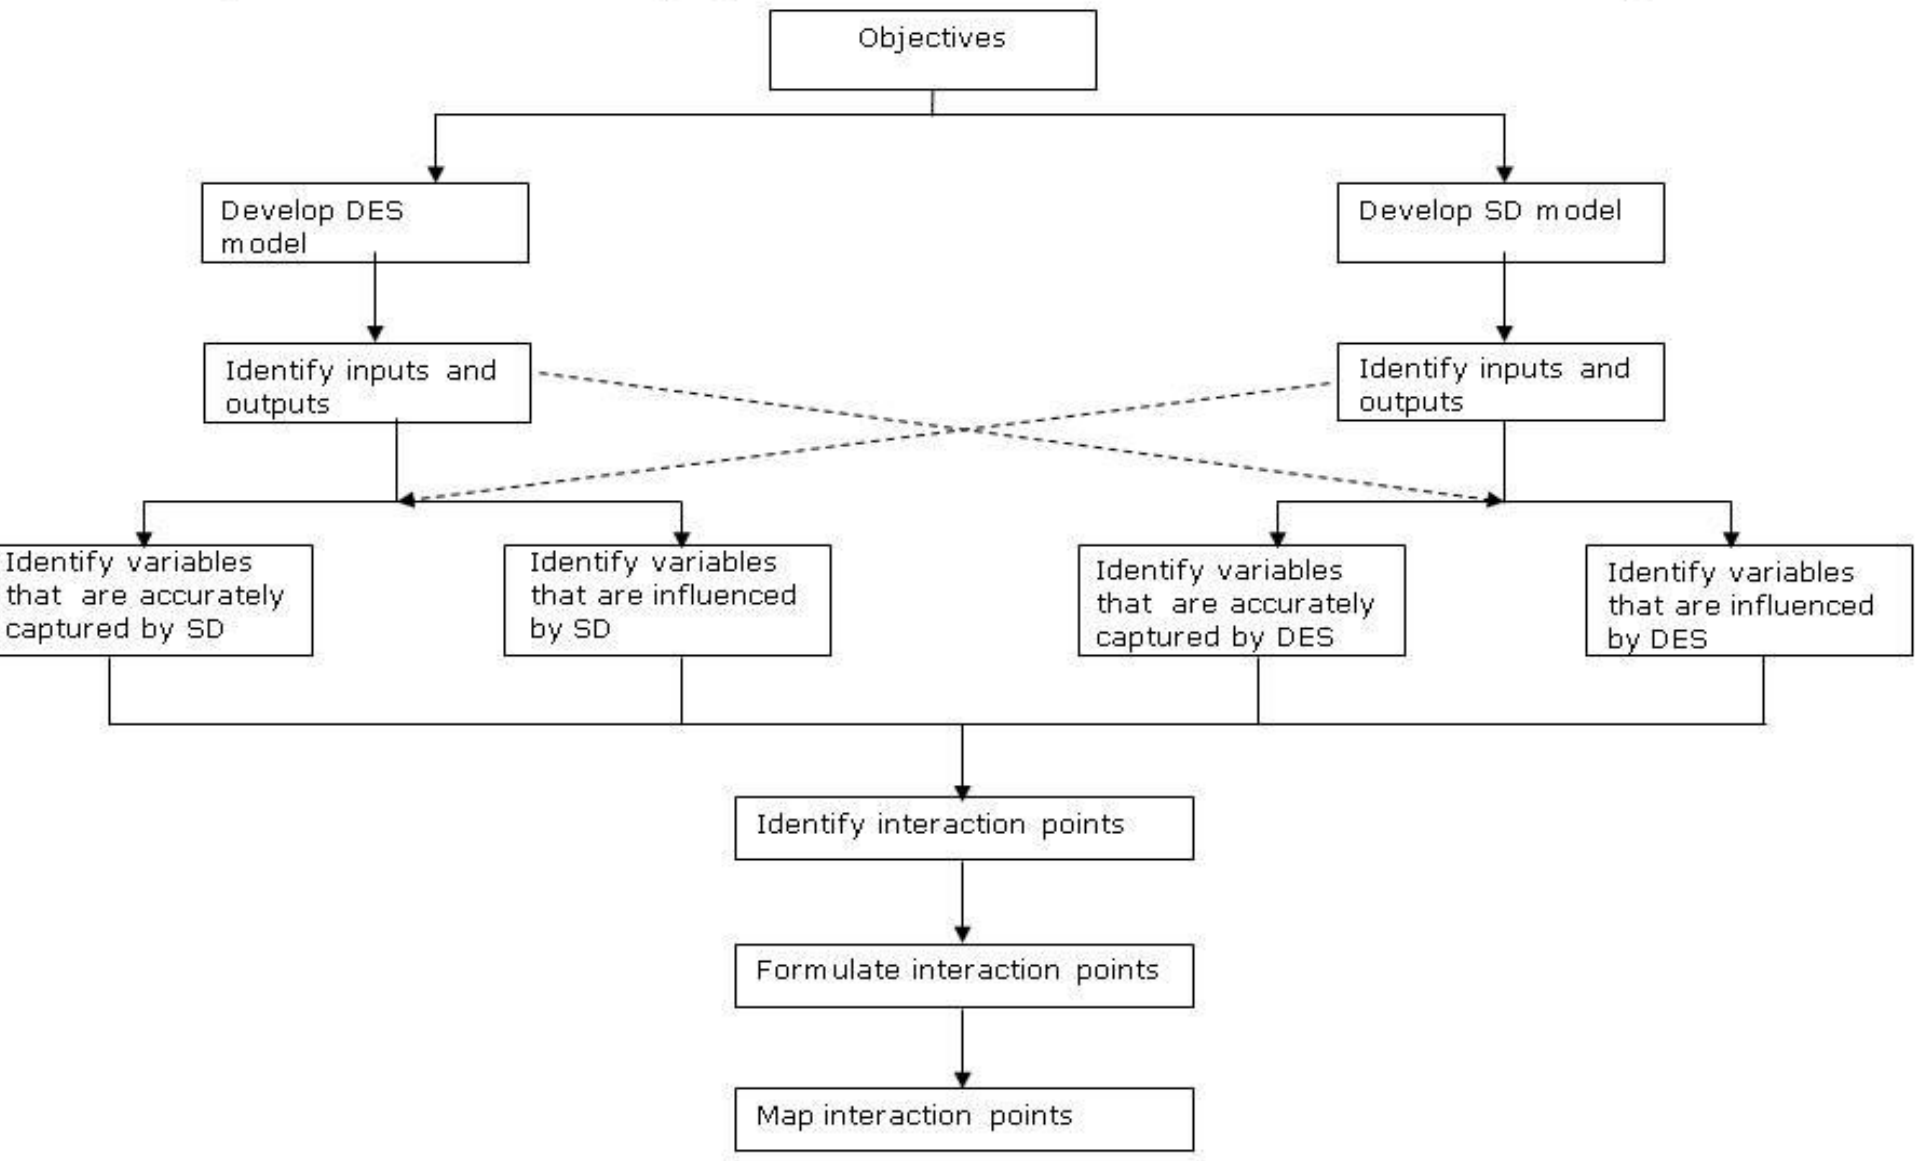 Objectives
Develop DES
model
Develop SD model
Identify inputs and
outputs
Identify inputs and
outputs
Identify variables
that are accurately
captured by SD
Identify variables
that are influenced
by SD
Identify variables
that are accurately
captured by DES
Identify variables
that are influenced
by DES
Identify interaction points
Formulate interaction points
Map interaction points